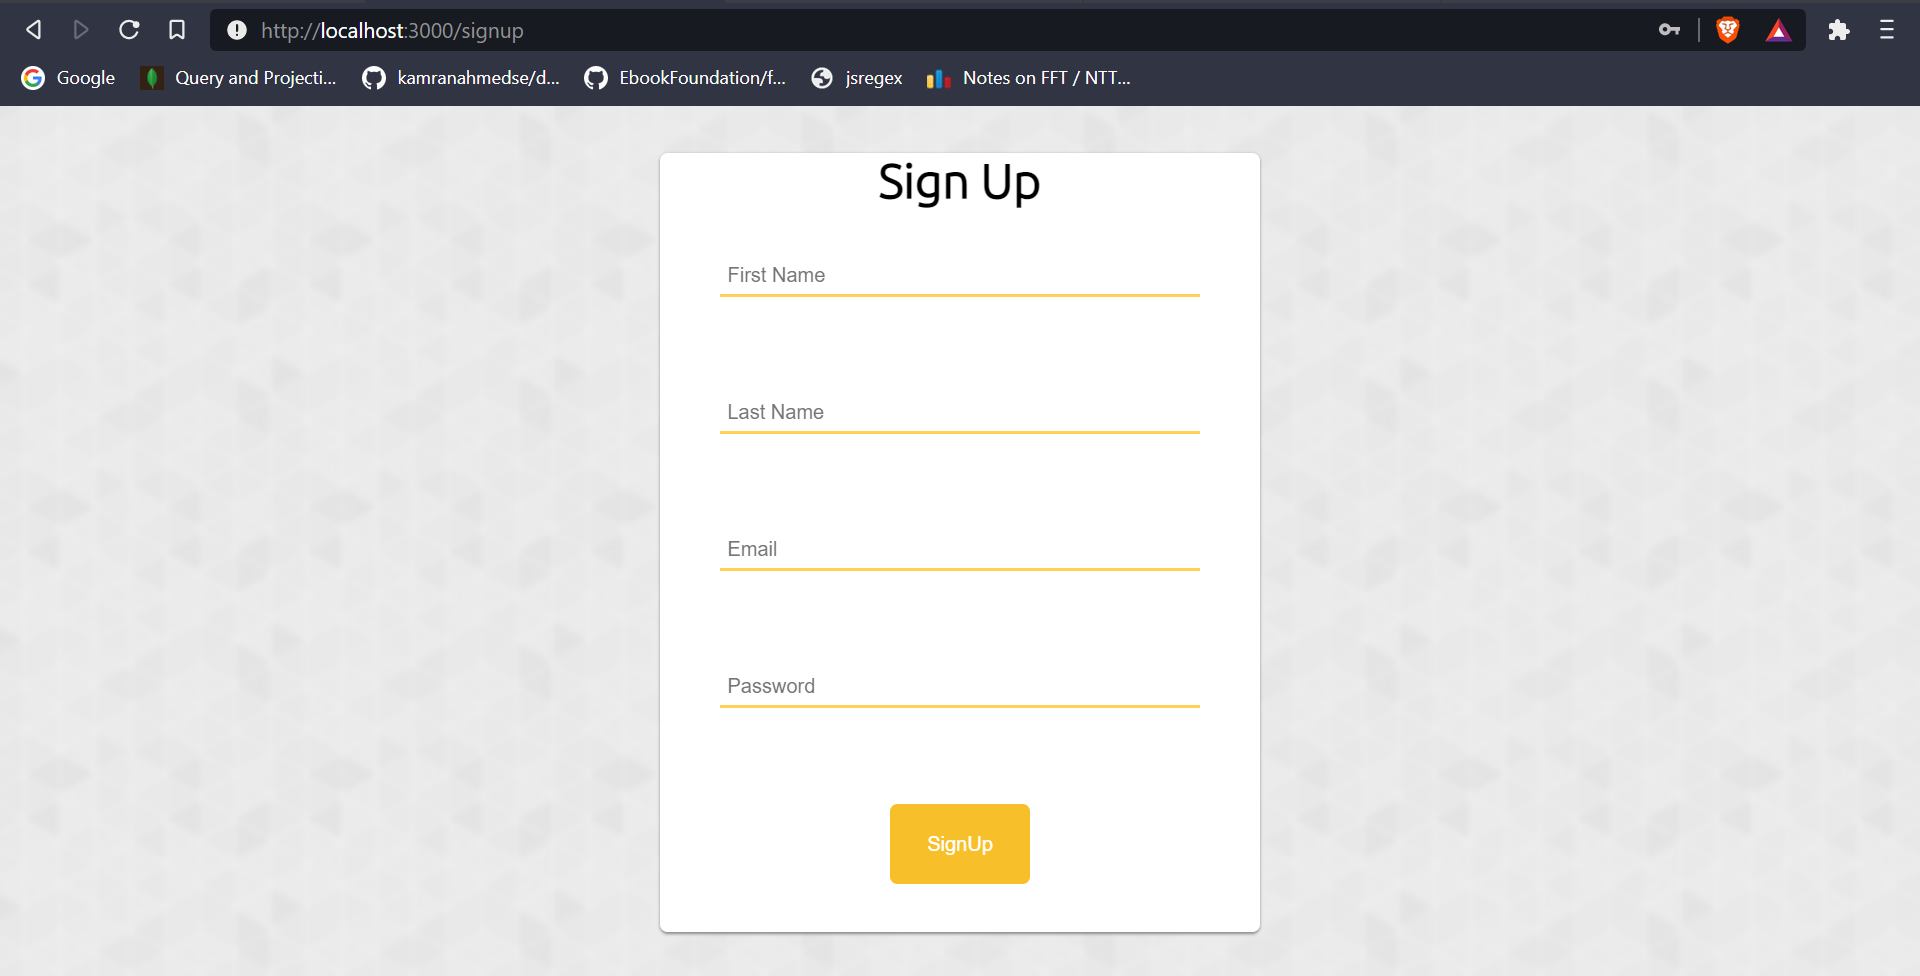 http://localhost:3000/signup
Google Query and Projecti... kamranahmedse/d... EbookFoundation/f... jsregex Notes on FFT / NTT...
Sign Up
First Name
Last Name
Email
Password
SignUp